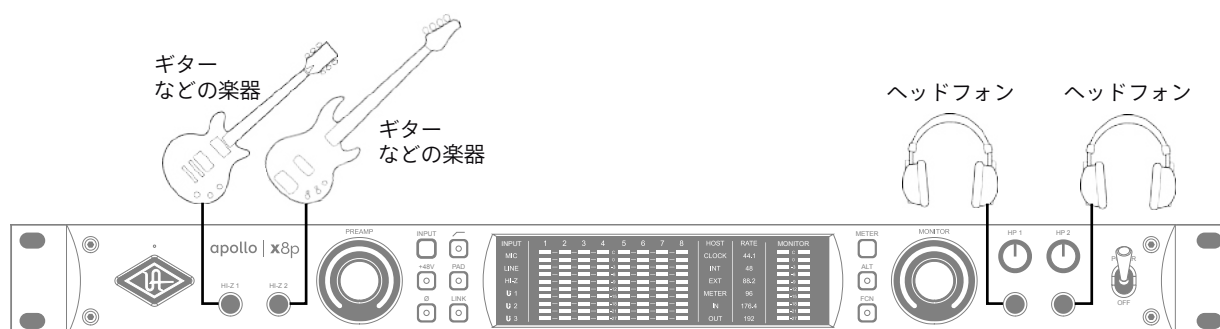 ギター
などの楽器
ギター
などの楽器
ヘッドフォン
ヘッドフォン
apollo | x8p
HI-Z 1
HI-Z 2
PREAMP
INPUT
+48V
PAD
Ø
LINK
INPUT 1 2 3 4 5 6 7 8 HOST RATE MONITOR
MIC CLOCK 44.1
LINE INT 48
HI-Z EXT 88.2
1 METER 96
2 IN 176.4
3 OUT 192
METER
ALT
FCN
MONITOR
HP 1
HP 2
OFF